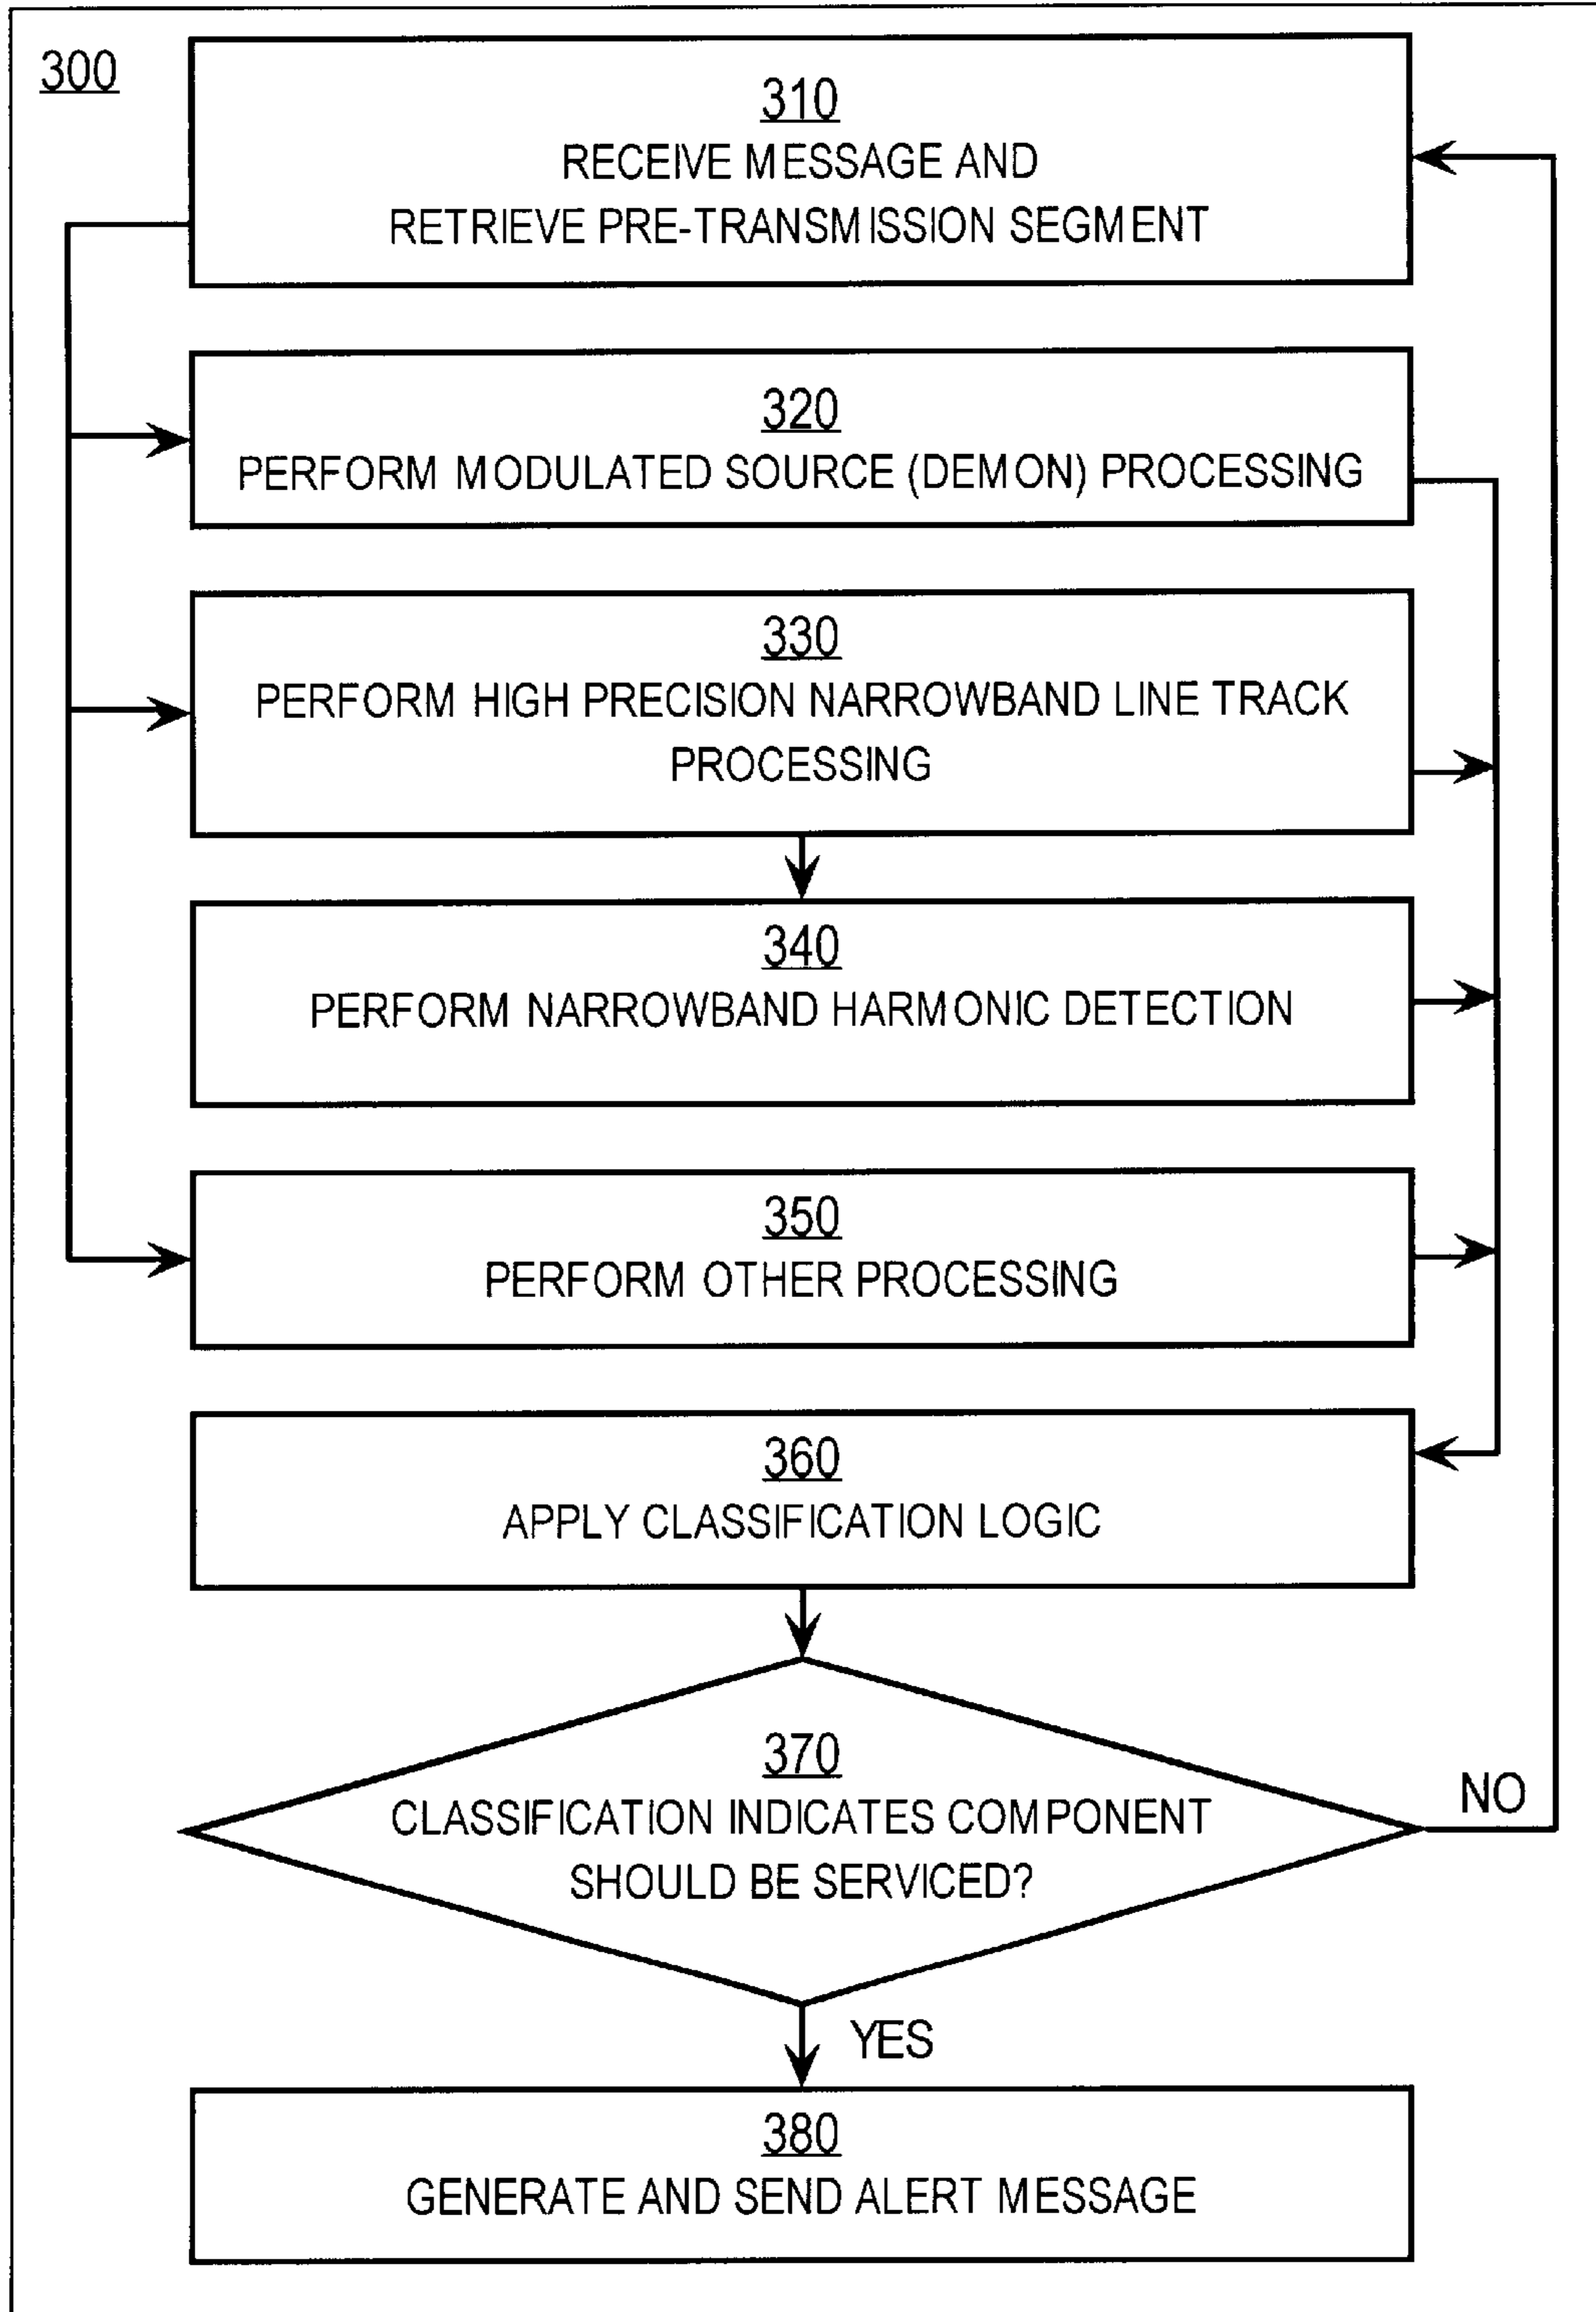 300
310
RECEIVE MESSAGE AND
RETRIEVE PRE-TRANSMISSION SEGMENT
320
PERFORM MODULATED SOURCE (DEMON) PROCESSING
330
PERFORM HIGH PRECISION NARROWBAND LINE TRACK
PROCESSING
340
PERFORM NARROWBAND HARMONIC DETECTION
350
PERFORM OTHER PROCESSING
360
APPLY CLASSIFICATION LOGIC
370
CLASSIFICATION INDICATES COMPONENT
SHOULD BE SERVICED?
NO
YES
380
GENERATE AND SEND ALERT MESSAGE